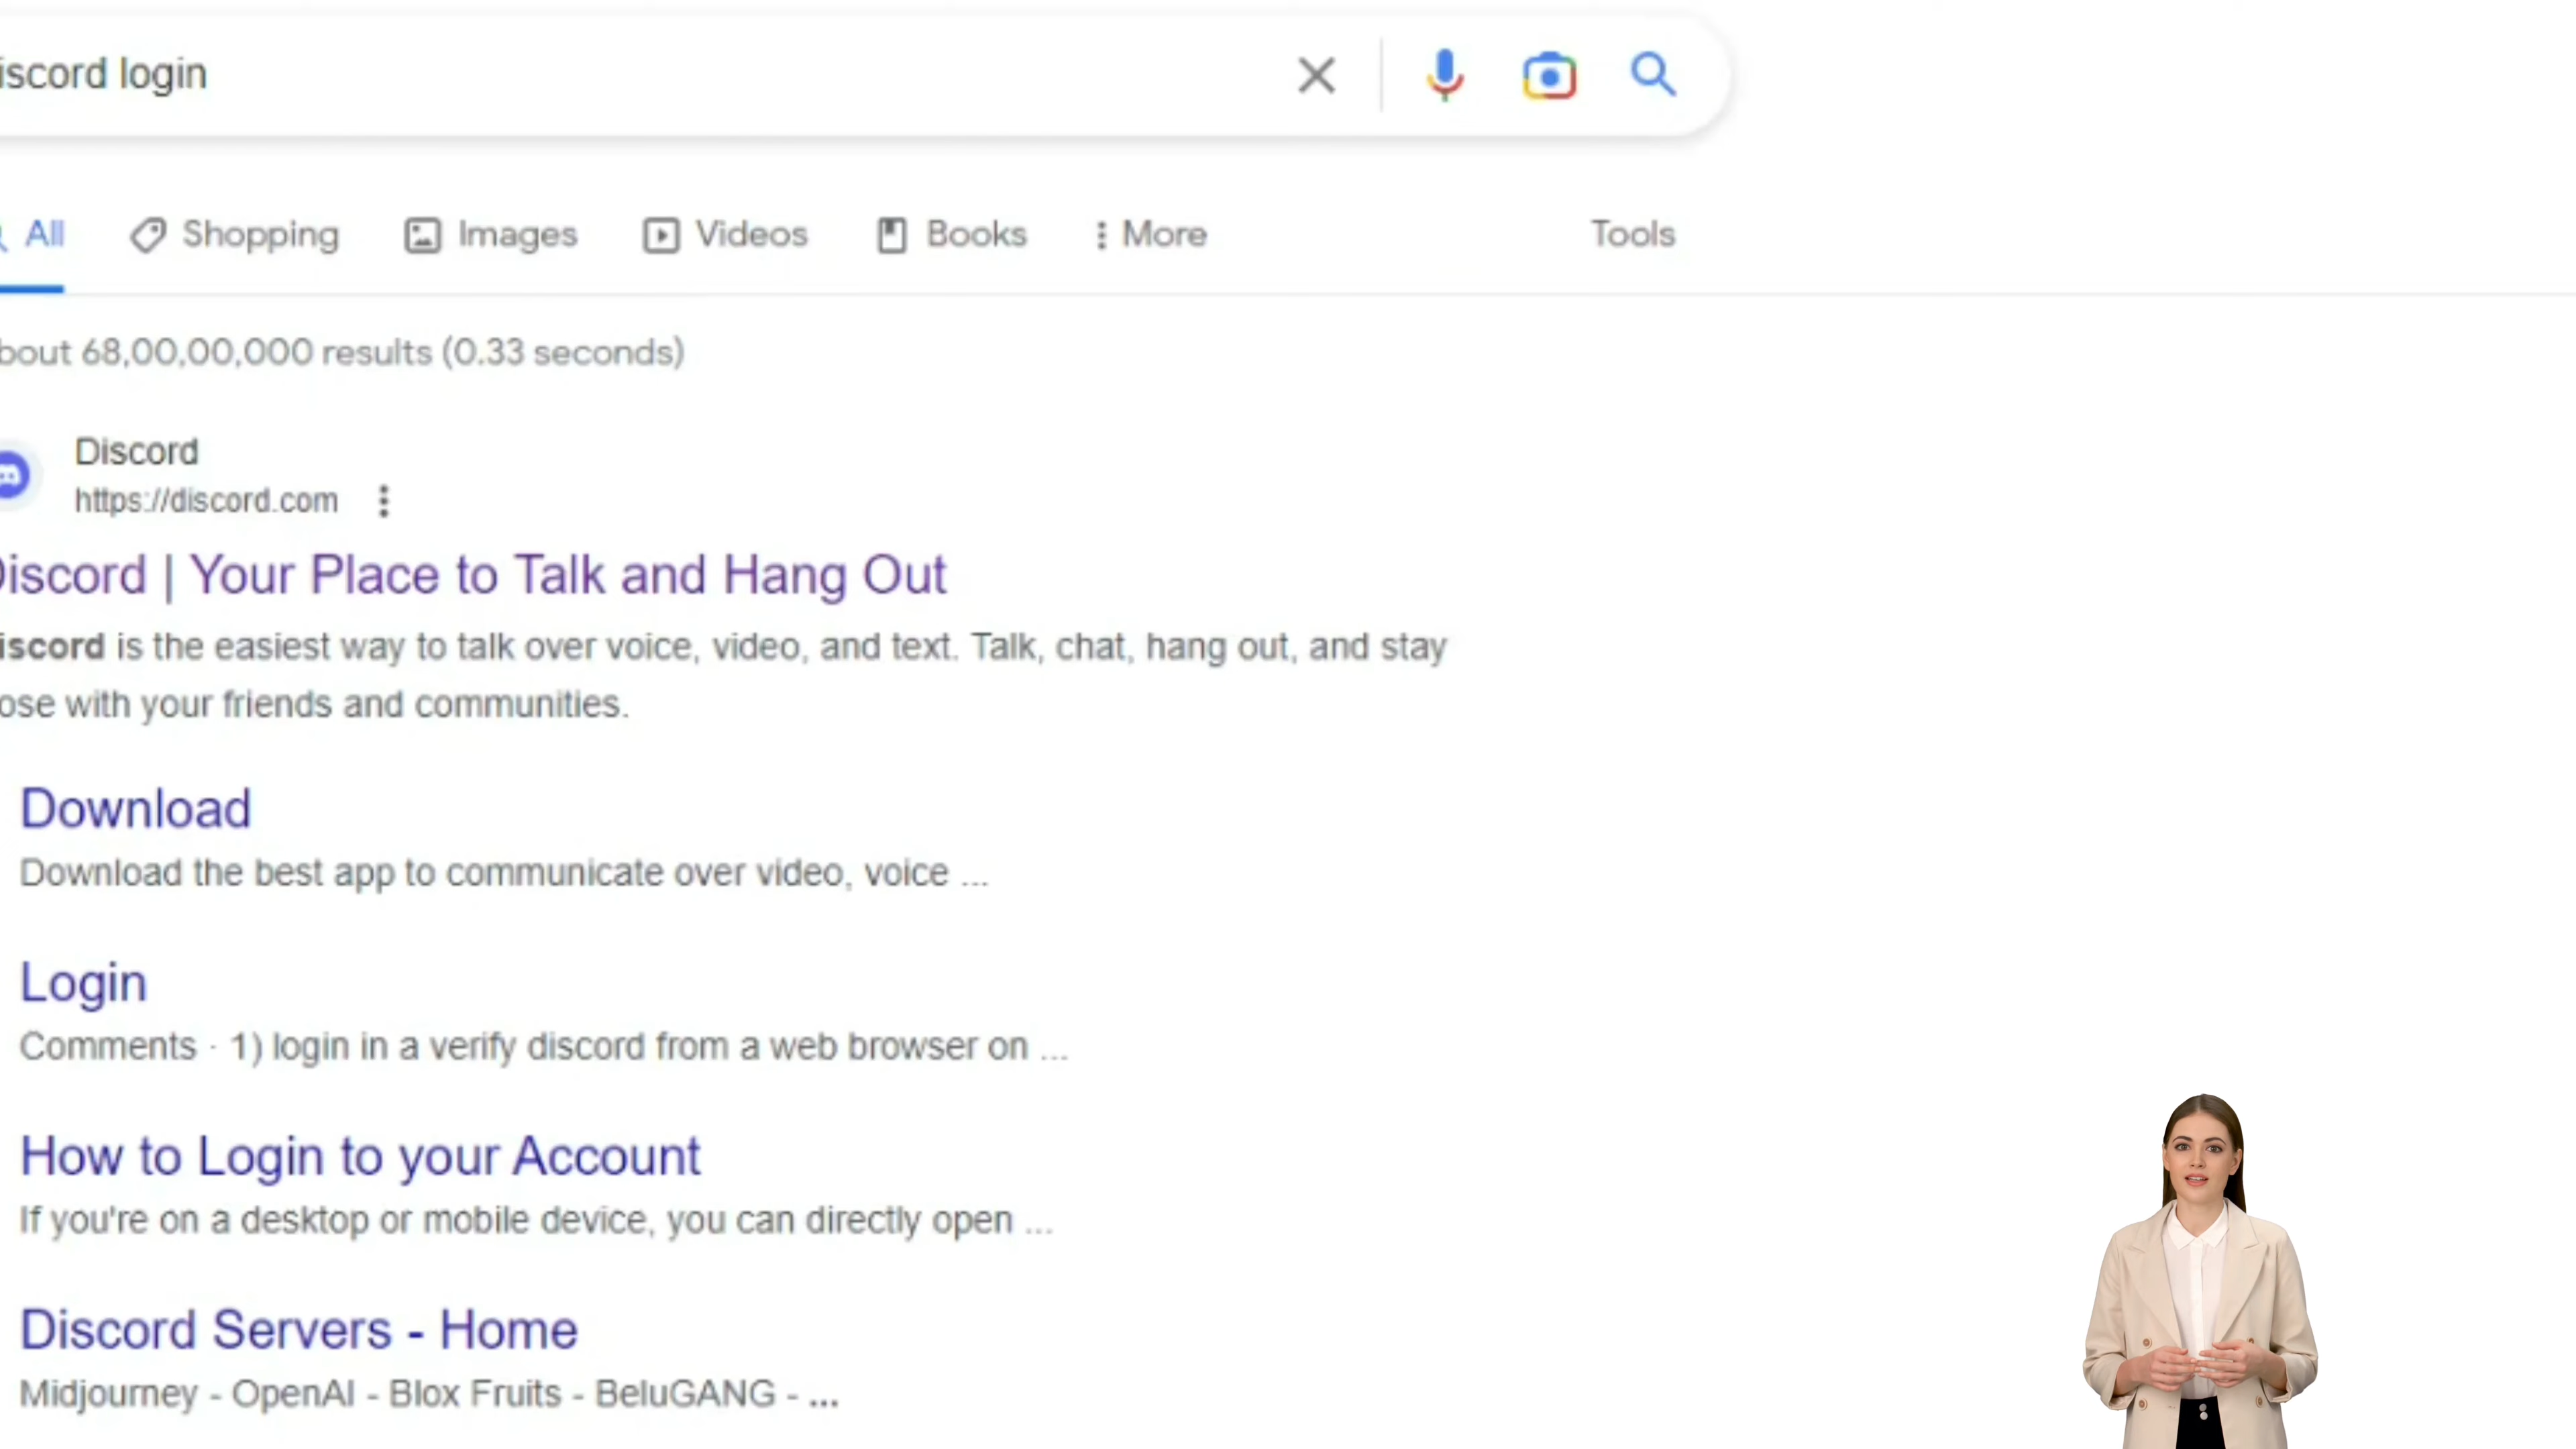 iscord login
All Shopping Images Videos Books More Tools
bout 68,00,00,000 results (0.33 seconds)
Discord
https://discord.com
Discord | Your Place to Talk and Hang Out
iscord is the easiest way to talk over voice, video, and text. Talk, chat, hang out, and stay
ose with your friends and communities.
Download
Download the best app to communicate over video, voice ...
Login
Comments · 1) login in a verify discord from a web browser on ...
How to Login to your Account
If you're on a desktop or mobile device, you can directly open ...
Discord Servers - Home
Midjourney - OpenAI - Blox Fruits - BeluGANG - ...